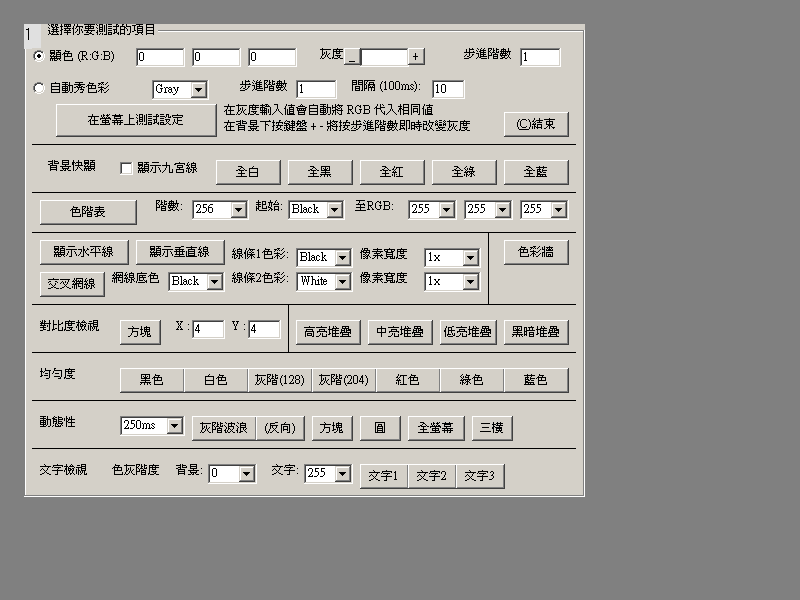 1 選擇你要測試的項目
顯色 (R:G:B) 0 0 0 灰度 _ + 步進階數 1
自動秀色彩 Gray 步進階數 1 間隔 (100ms): 10
在螢幕上測試設定 在灰度輸入值會自動將 RGB 代入相同值
在背景下按鍵盤 + - 將按步進階數即時改變灰度 (C)結束
背景快顯 顯示九宮線 全白 全黑 全紅 全綠 全藍
色階表 階數: 256 起始: Black 至RGB: 255 255 255
顯示水平線 顯示垂直線 線條1色彩: Black 像素寬度 1x 色彩牆
交叉網線 網線底色 Black 線條2色彩: White 像素寬度 1x
對比度檢視 方塊 X : 4 Y : 4 高亮堆疊 中亮堆疊 低亮堆疊 黑暗堆疊
均勻度 黑色 白色 灰階(128) 灰階(204) 紅色 綠色 藍色
動態性 250ms 灰階波浪 (反向) 方塊 圓 全螢幕 三橫
文字檢視 色灰階度 背景: 0 文字: 255 文字1 文字2 文字3